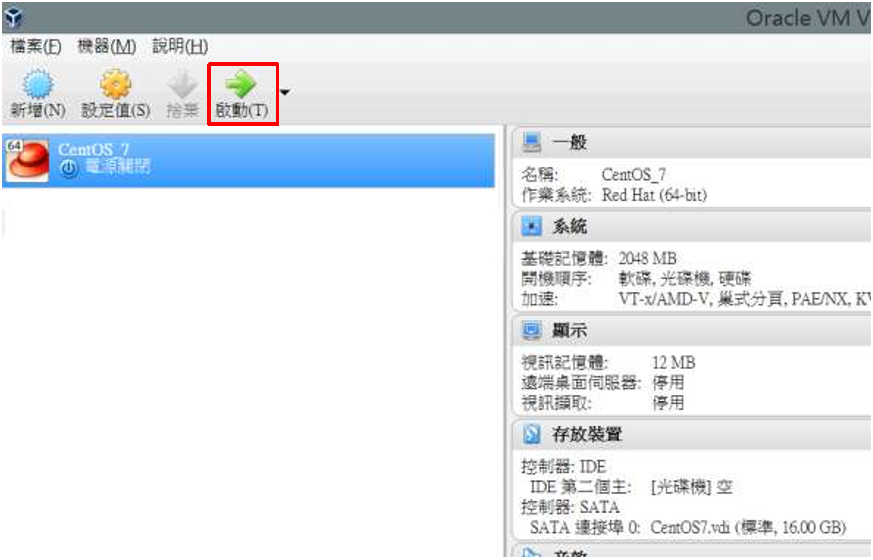 Oracle VM V
檔案(F) 機器(M) 說明(H)
新增(N) 設定值(S) 捨棄 啟動(T)
64
CentOS_7
電源關閉
一般
名稱: CentOS_7
作業系統: Red Hat (64-bit)
系統
基礎記憶體: 2048 MB
開機順序: 軟碟, 光碟機, 硬碟
加速: VT-x/AMD-V, 巢式分頁, PAE/NX, KV
顯示
視訊記憶體: 12 MB
遠端桌面伺服器: 停用
視訊擷取: 停用
存放裝置
控制器: IDE
IDE 第二個主: [光碟機] 空
控制器: SATA
SATA 連接埠 0: CentOS7.vdi (標準, 16.00 GB)